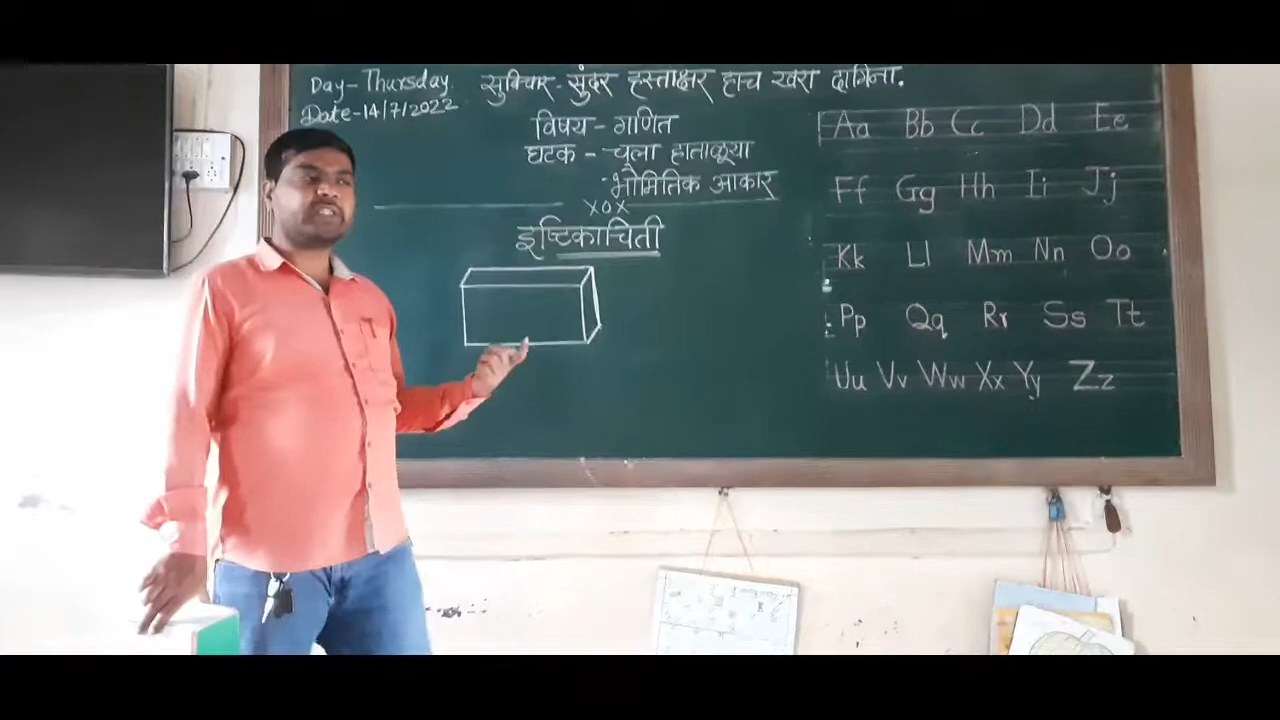 Day-Thursday.
Date-14/7/2022
सुविचार - सुंदर हस्ताक्षर हाच खरा दागिना.
विषय - गणित
घटक - चला हाताळूया
· भौमितिक आकार
xox
इष्टिकाचिती
Aa Bb Cc Dd Ee
Ff Gg Hh Ii Jj
Kk Ll Mm Nn Oo
Pp Qq Rr Ss Tt
Uu Vv Ww Xx Yy Zz